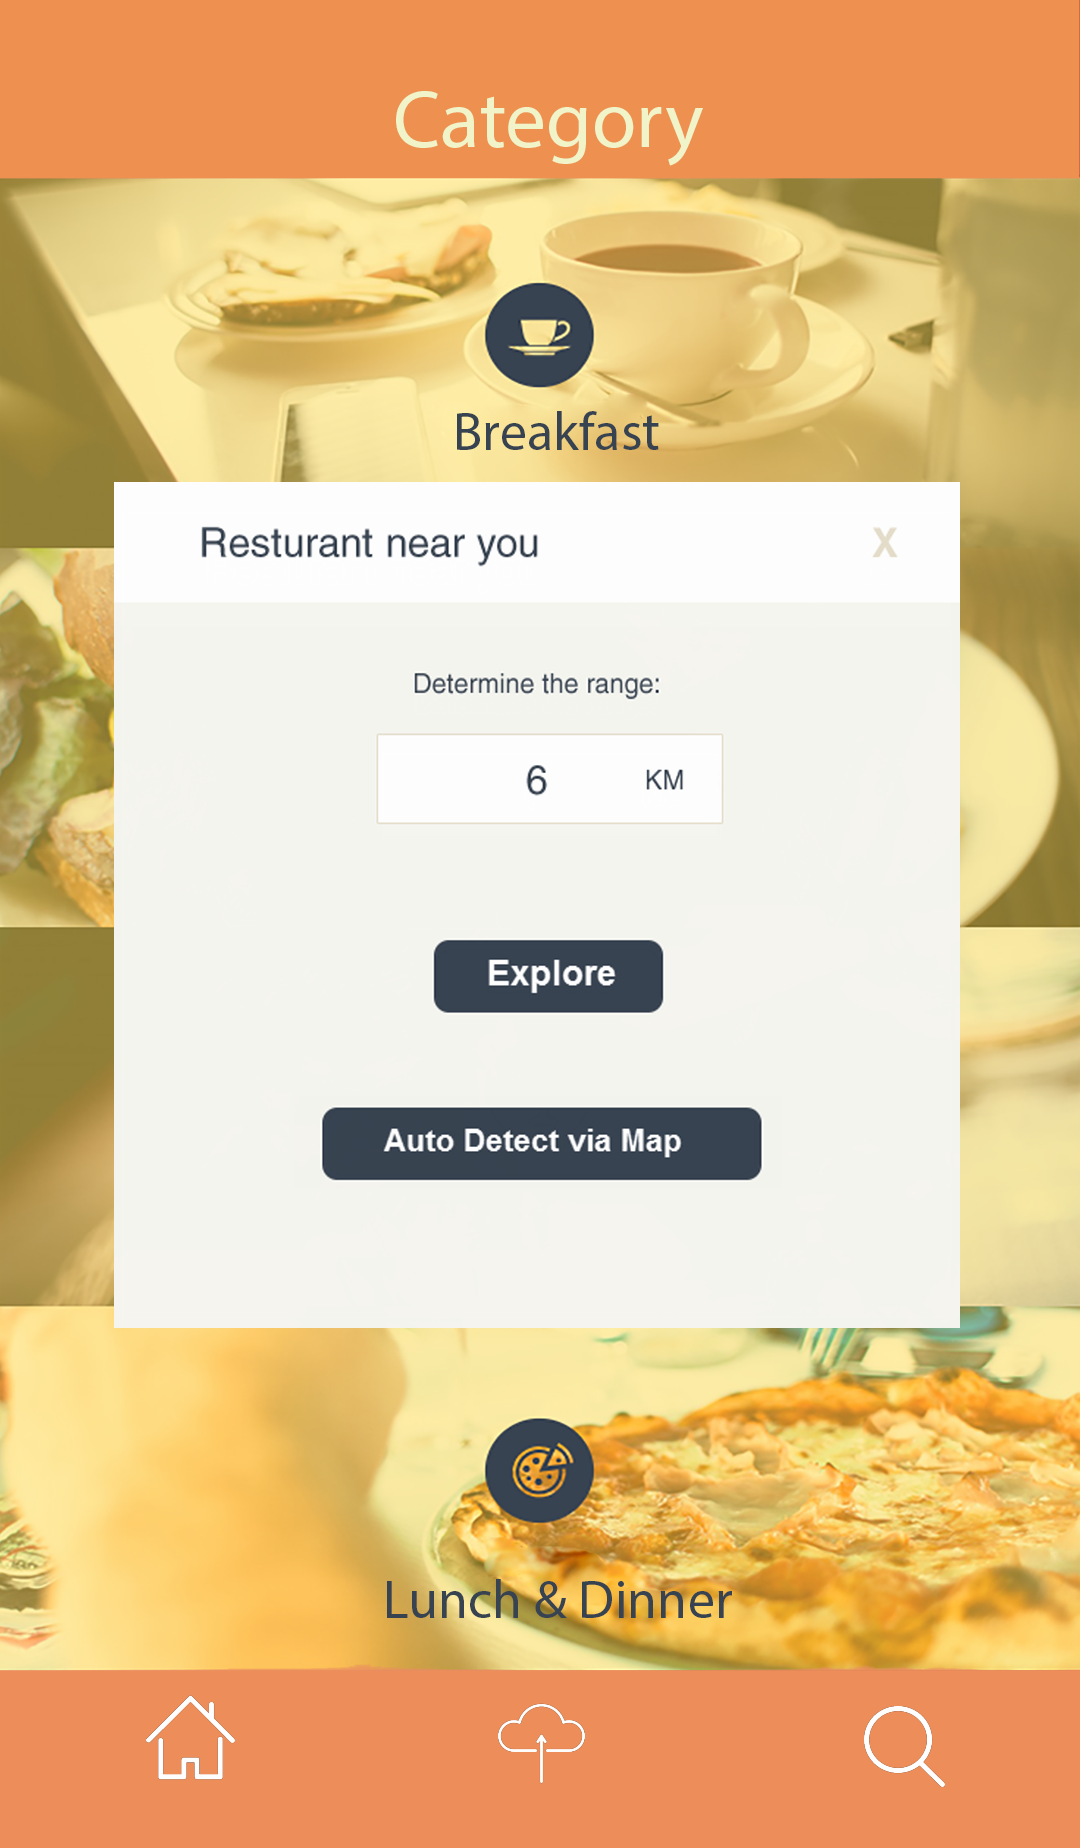 Category
Breakfast
Resturant near you
X
Determine the range:
6 KM
Explore
Auto Detect via Map
Lunch & Dinner